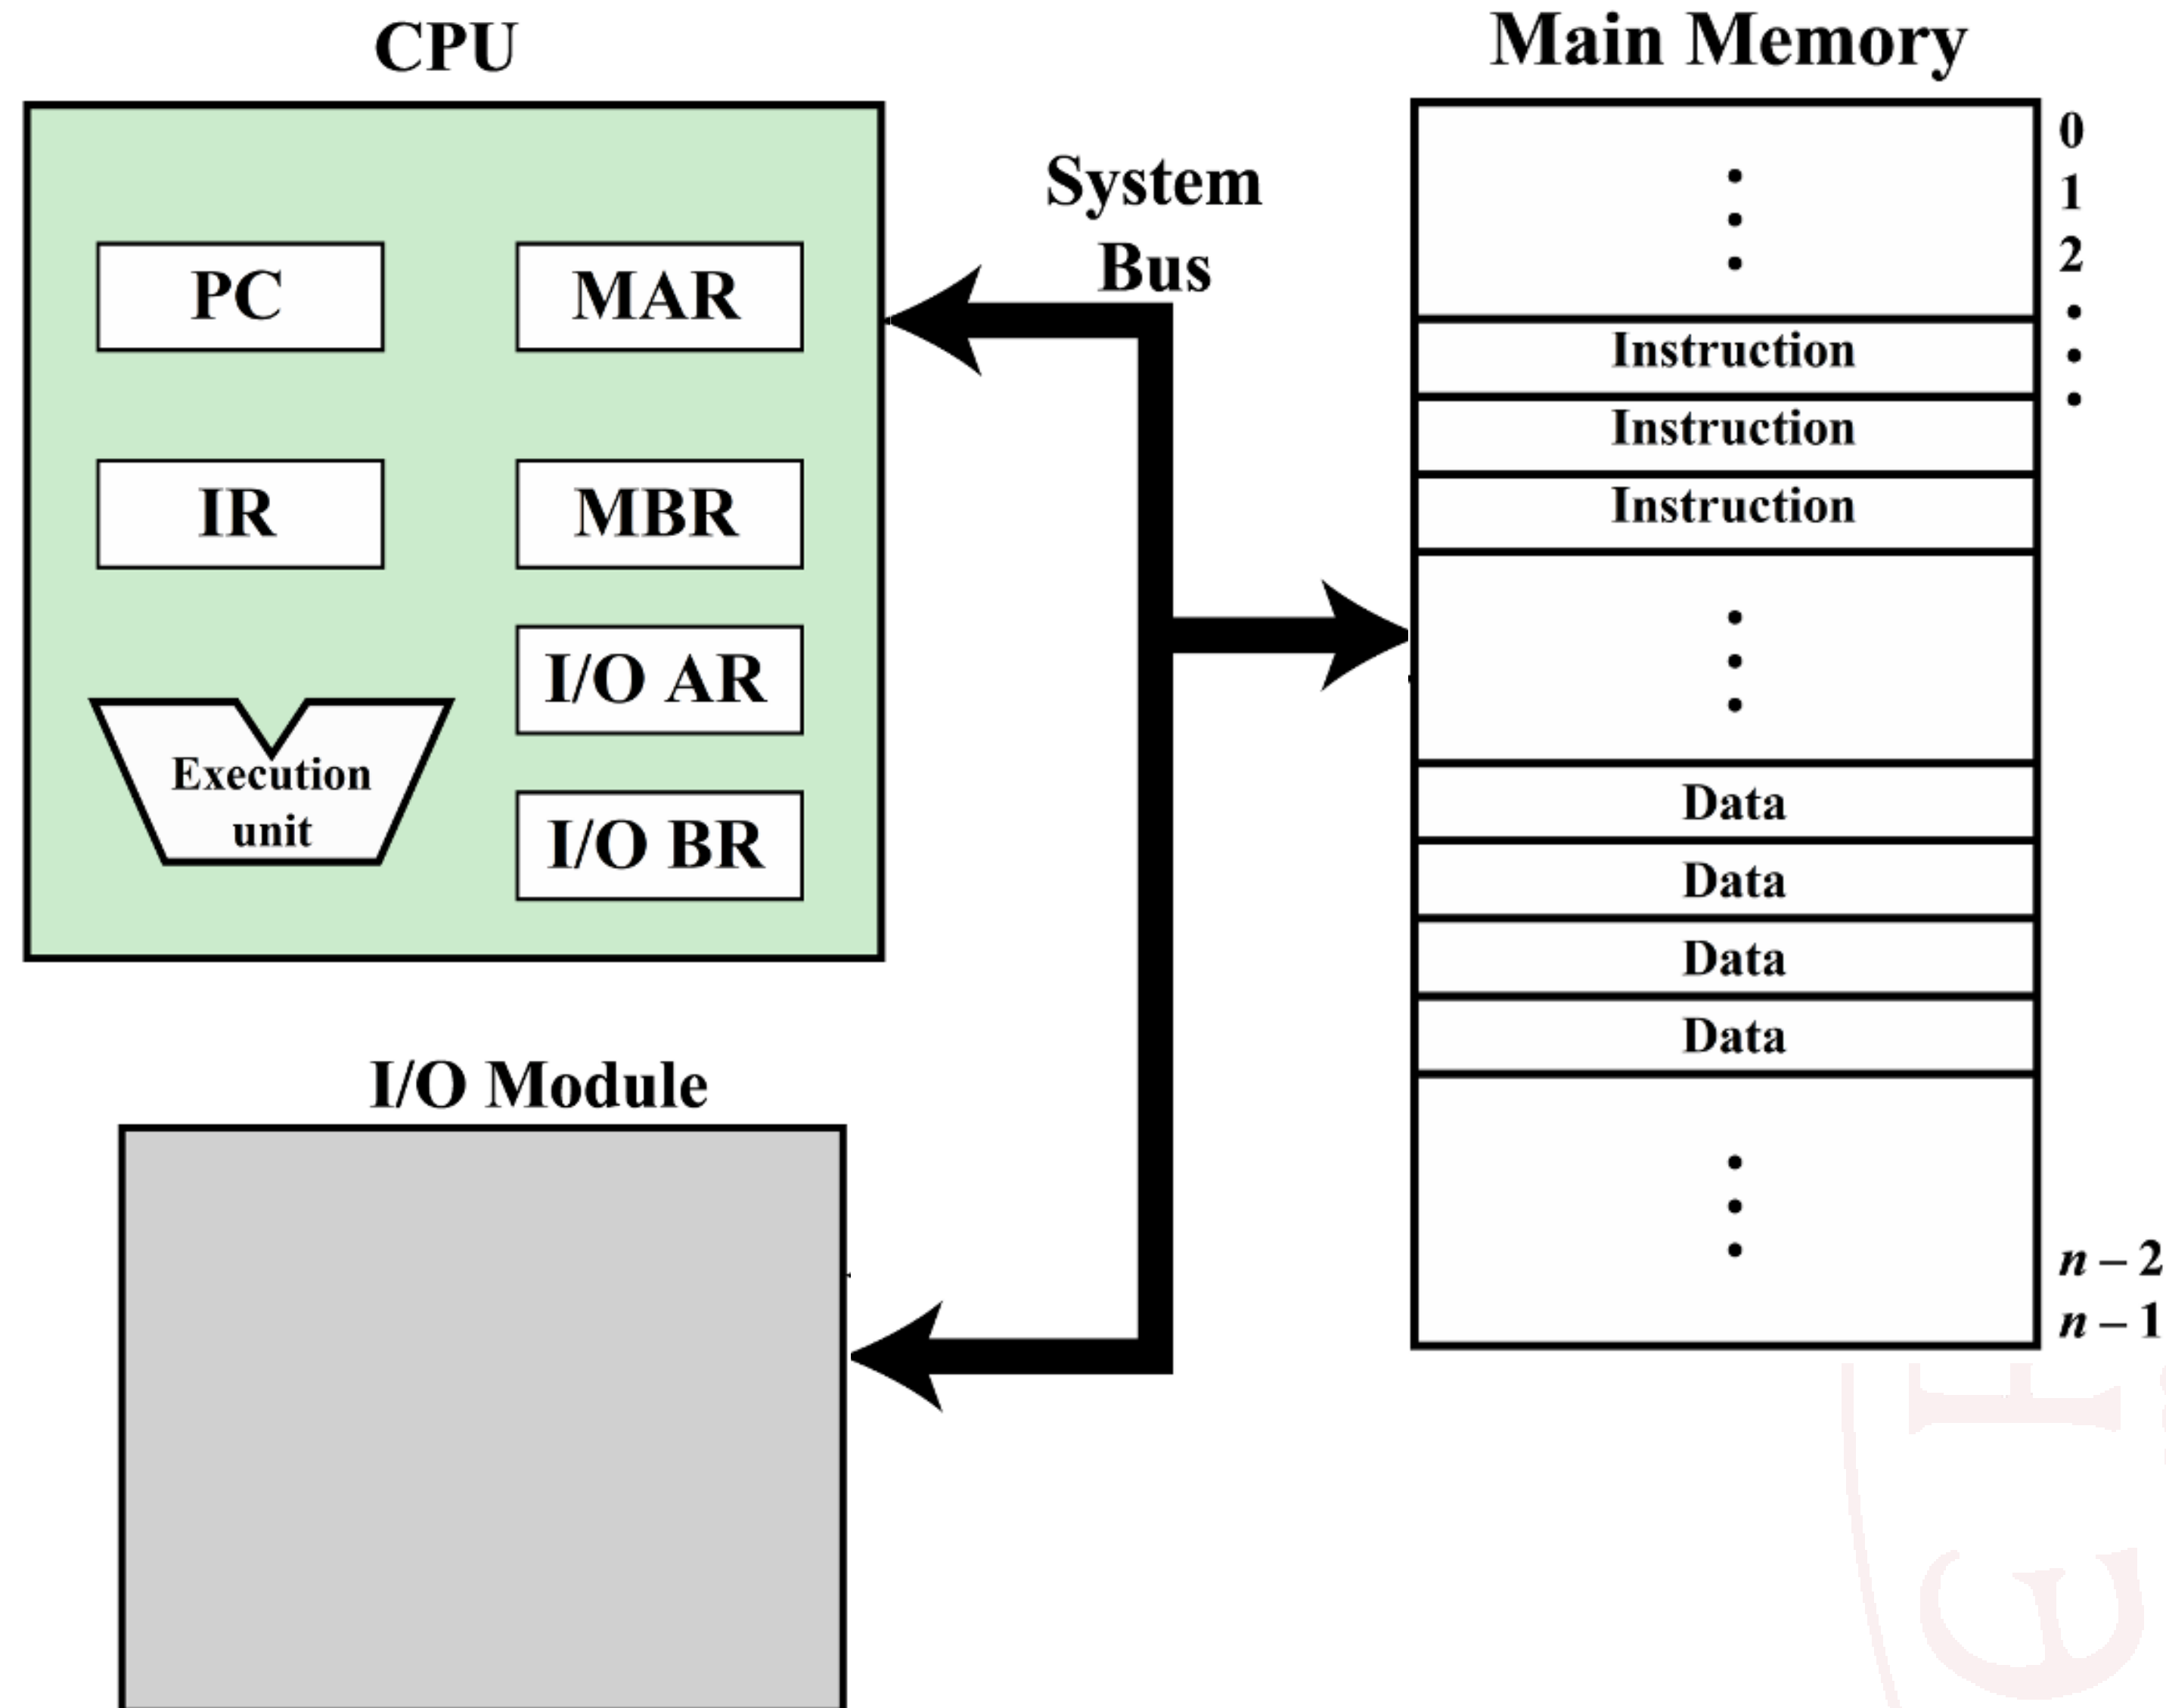 CPU
PC
MAR
IR
MBR
I/O AR
I/O BR
Execution
unit
System
Bus
Main Memory
0
1
2
Instruction
Instruction
Instruction
Data
Data
Data
Data
n – 2
n – 1
I/O Module